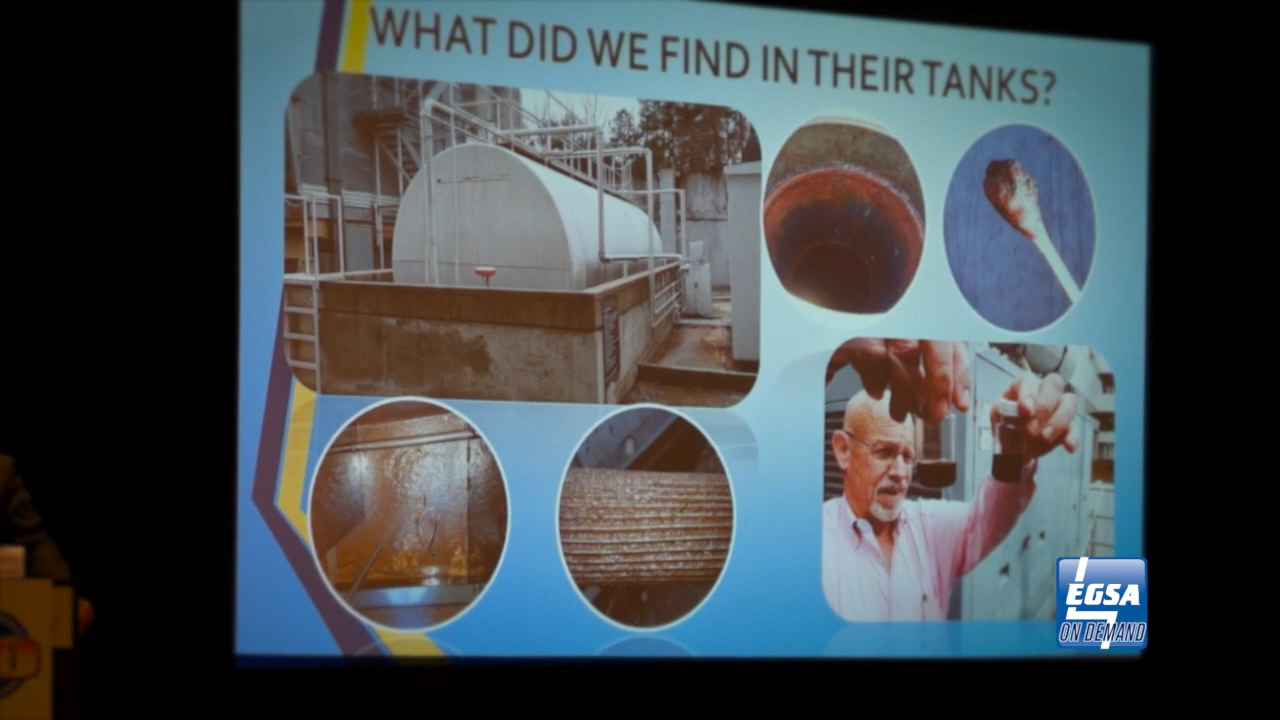 WHAT DID WE FIND IN THEIR TANKS?
EGSA
ON DEMAND